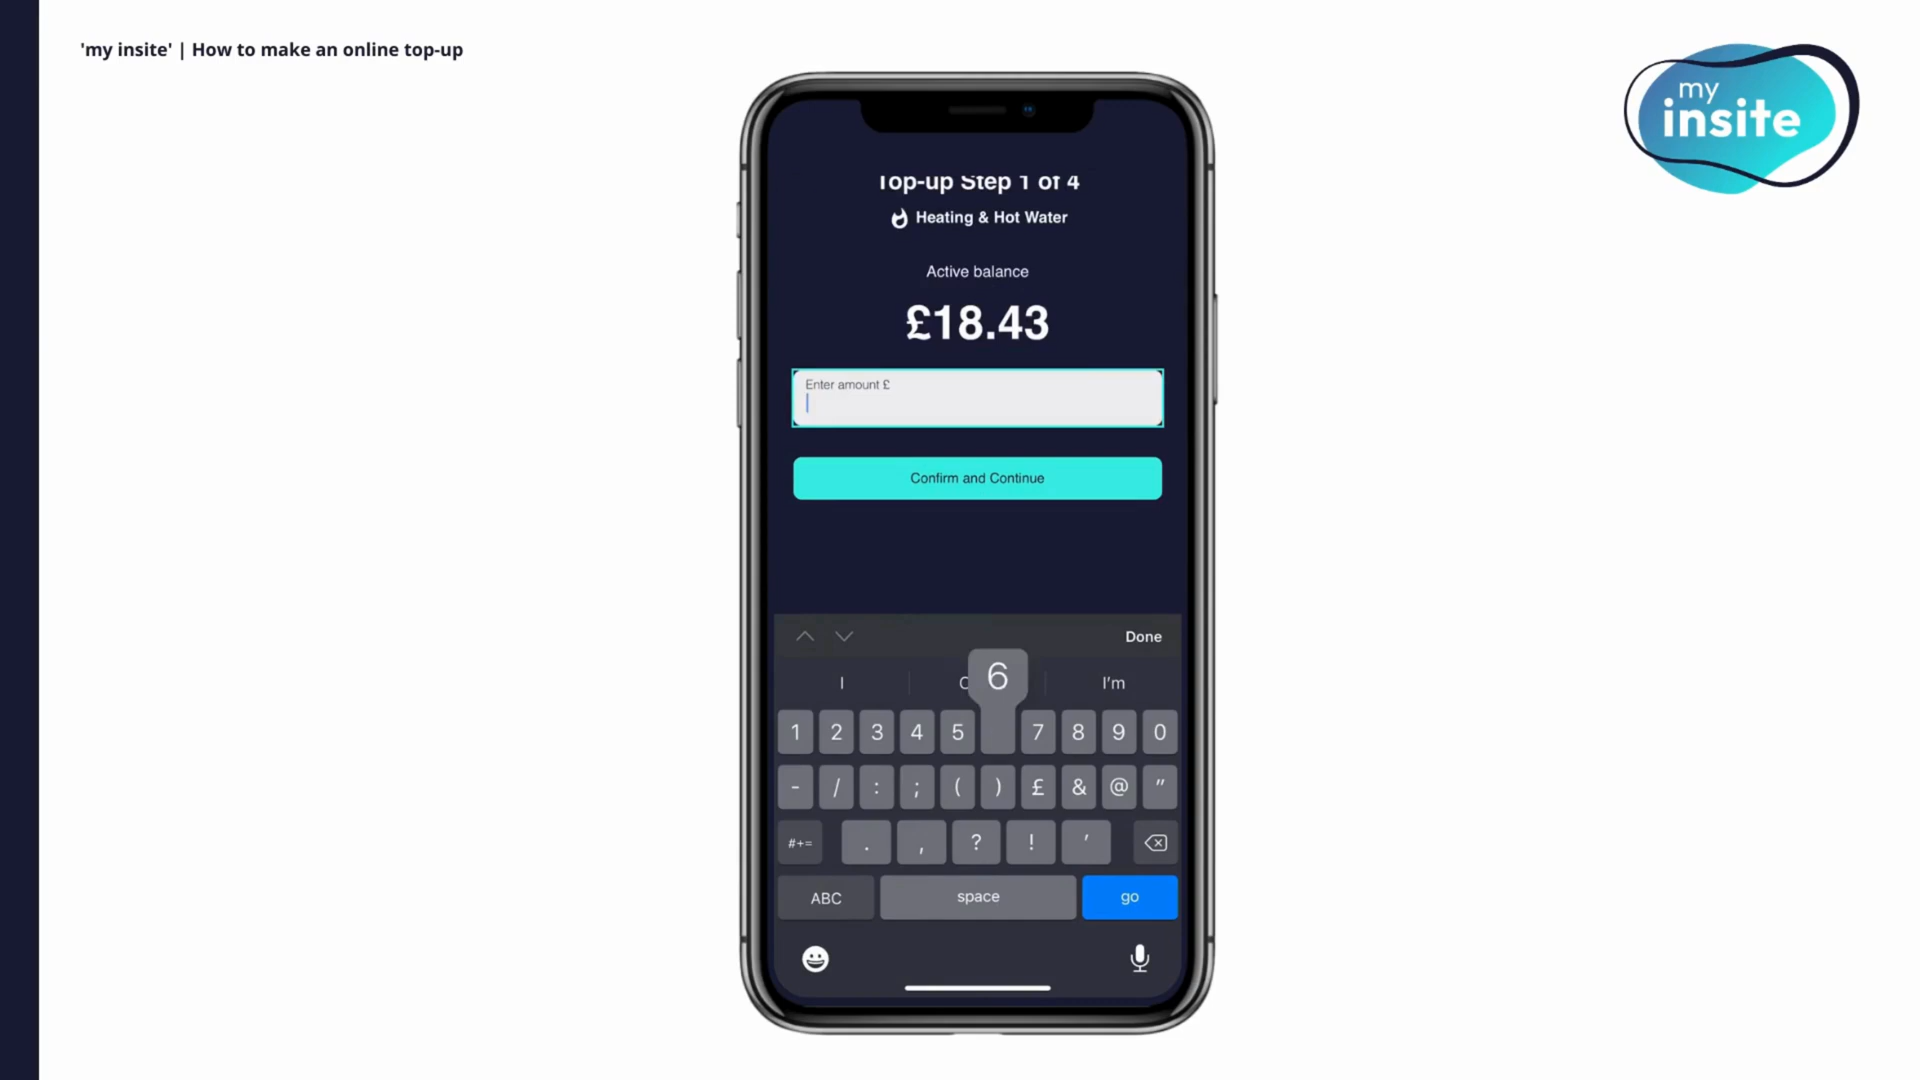 'my insite' | How to make an online top-up
my
insite
Top-up Step 1 of 4
Heating & Hot Water
Active balance
£18.43
Enter amount £
Confirm and Continue
Done
I I'm
6
1 2 3 4 5 7 8 9 0
- / : ; ( ) £ & @ "
#+= . , ? ! '
ABC space go